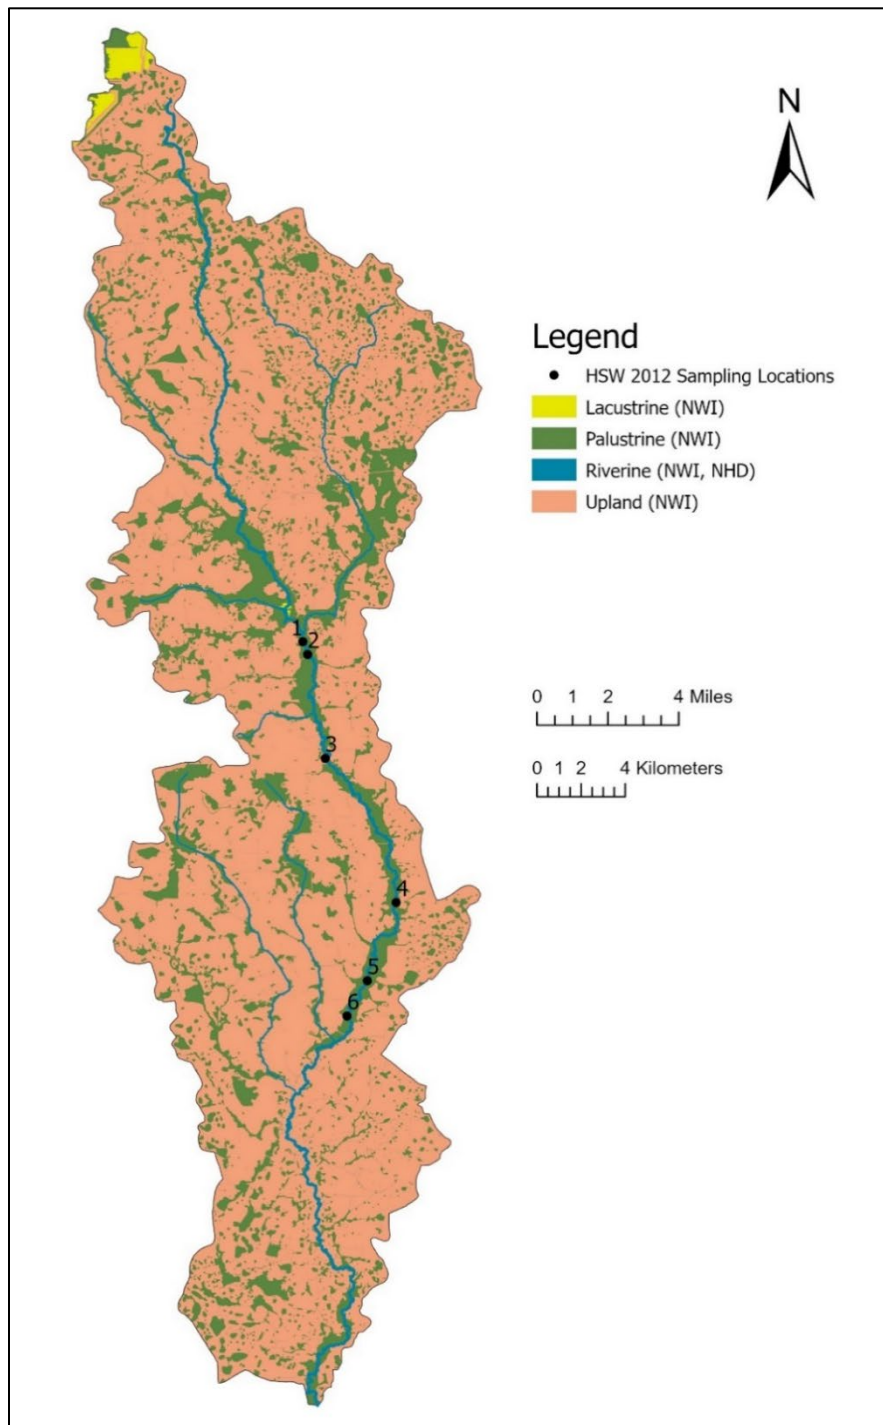 N
Legend
HSW 2012 Sampling Locations
Lacustrine (NWI)
Palustrine (NWI)
Riverine (NWI, NHD)
Upland (NWI)
1
2
0 1 2 4 Miles
3
0 1 2 4 Kilometers
4
5
6